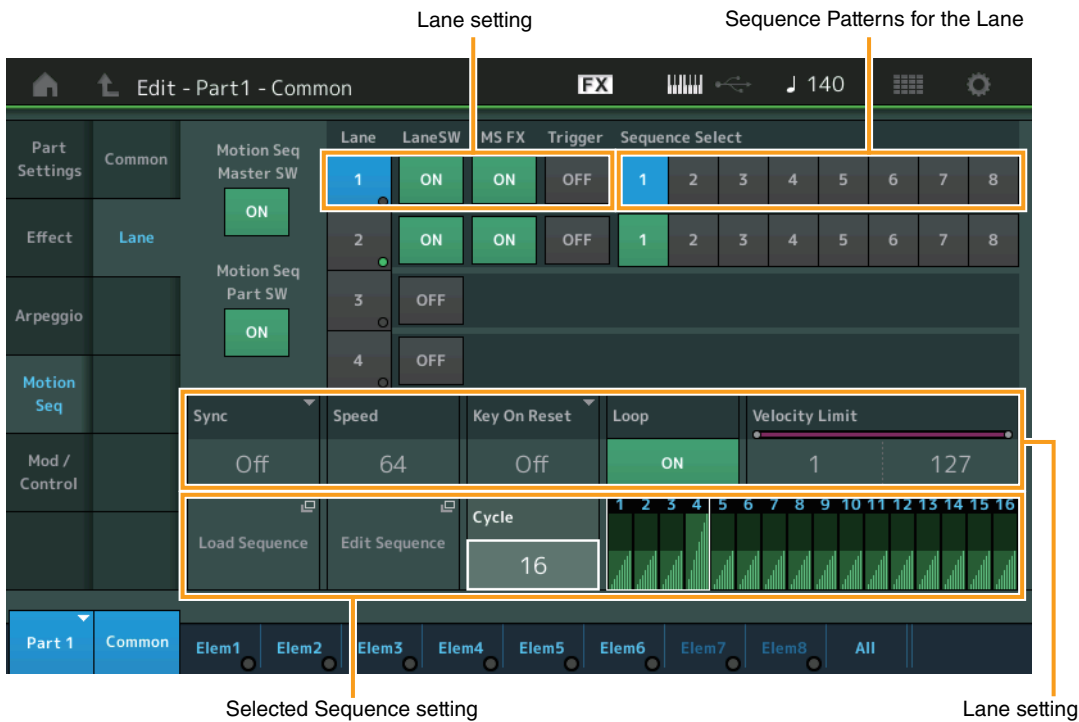 Lane setting
Sequence Patterns for the Lane
Edit - Part1 - Common
FX
♩ 140
Part Settings
Common
Motion Seq Master SW
ON
Lane LaneSW MS FX Trigger Sequence Select
1 ON ON OFF 1 2 3 4 5 6 7 8
Effect
Lane
2 ON ON OFF 1 2 3 4 5 6 7 8
Motion Seq Part SW
ON
Arpeggio
3 OFF
4 OFF
Motion Seq
Sync Speed Key On Reset Loop Velocity Limit
Off 64 Off ON 1 127
Mod / Control
Load Sequence
Edit Sequence
Cycle
16
1 2 3 4 5 6 7 8 9 10 11 12 13 14 15 16
Part 1 Common Elem1 Elem2 Elem3 Elem4 Elem5 Elem6 Elem7 Elem8 All
Selected Sequence setting
Lane setting